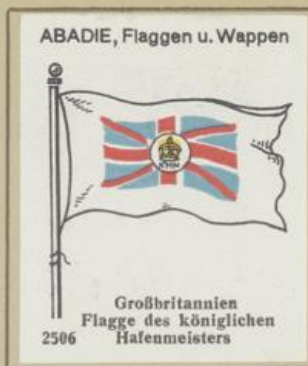 ABADIE, Flaggen u. Wappen
Großbritannien
Flagge des königlichen
2506 Hafenmeisters